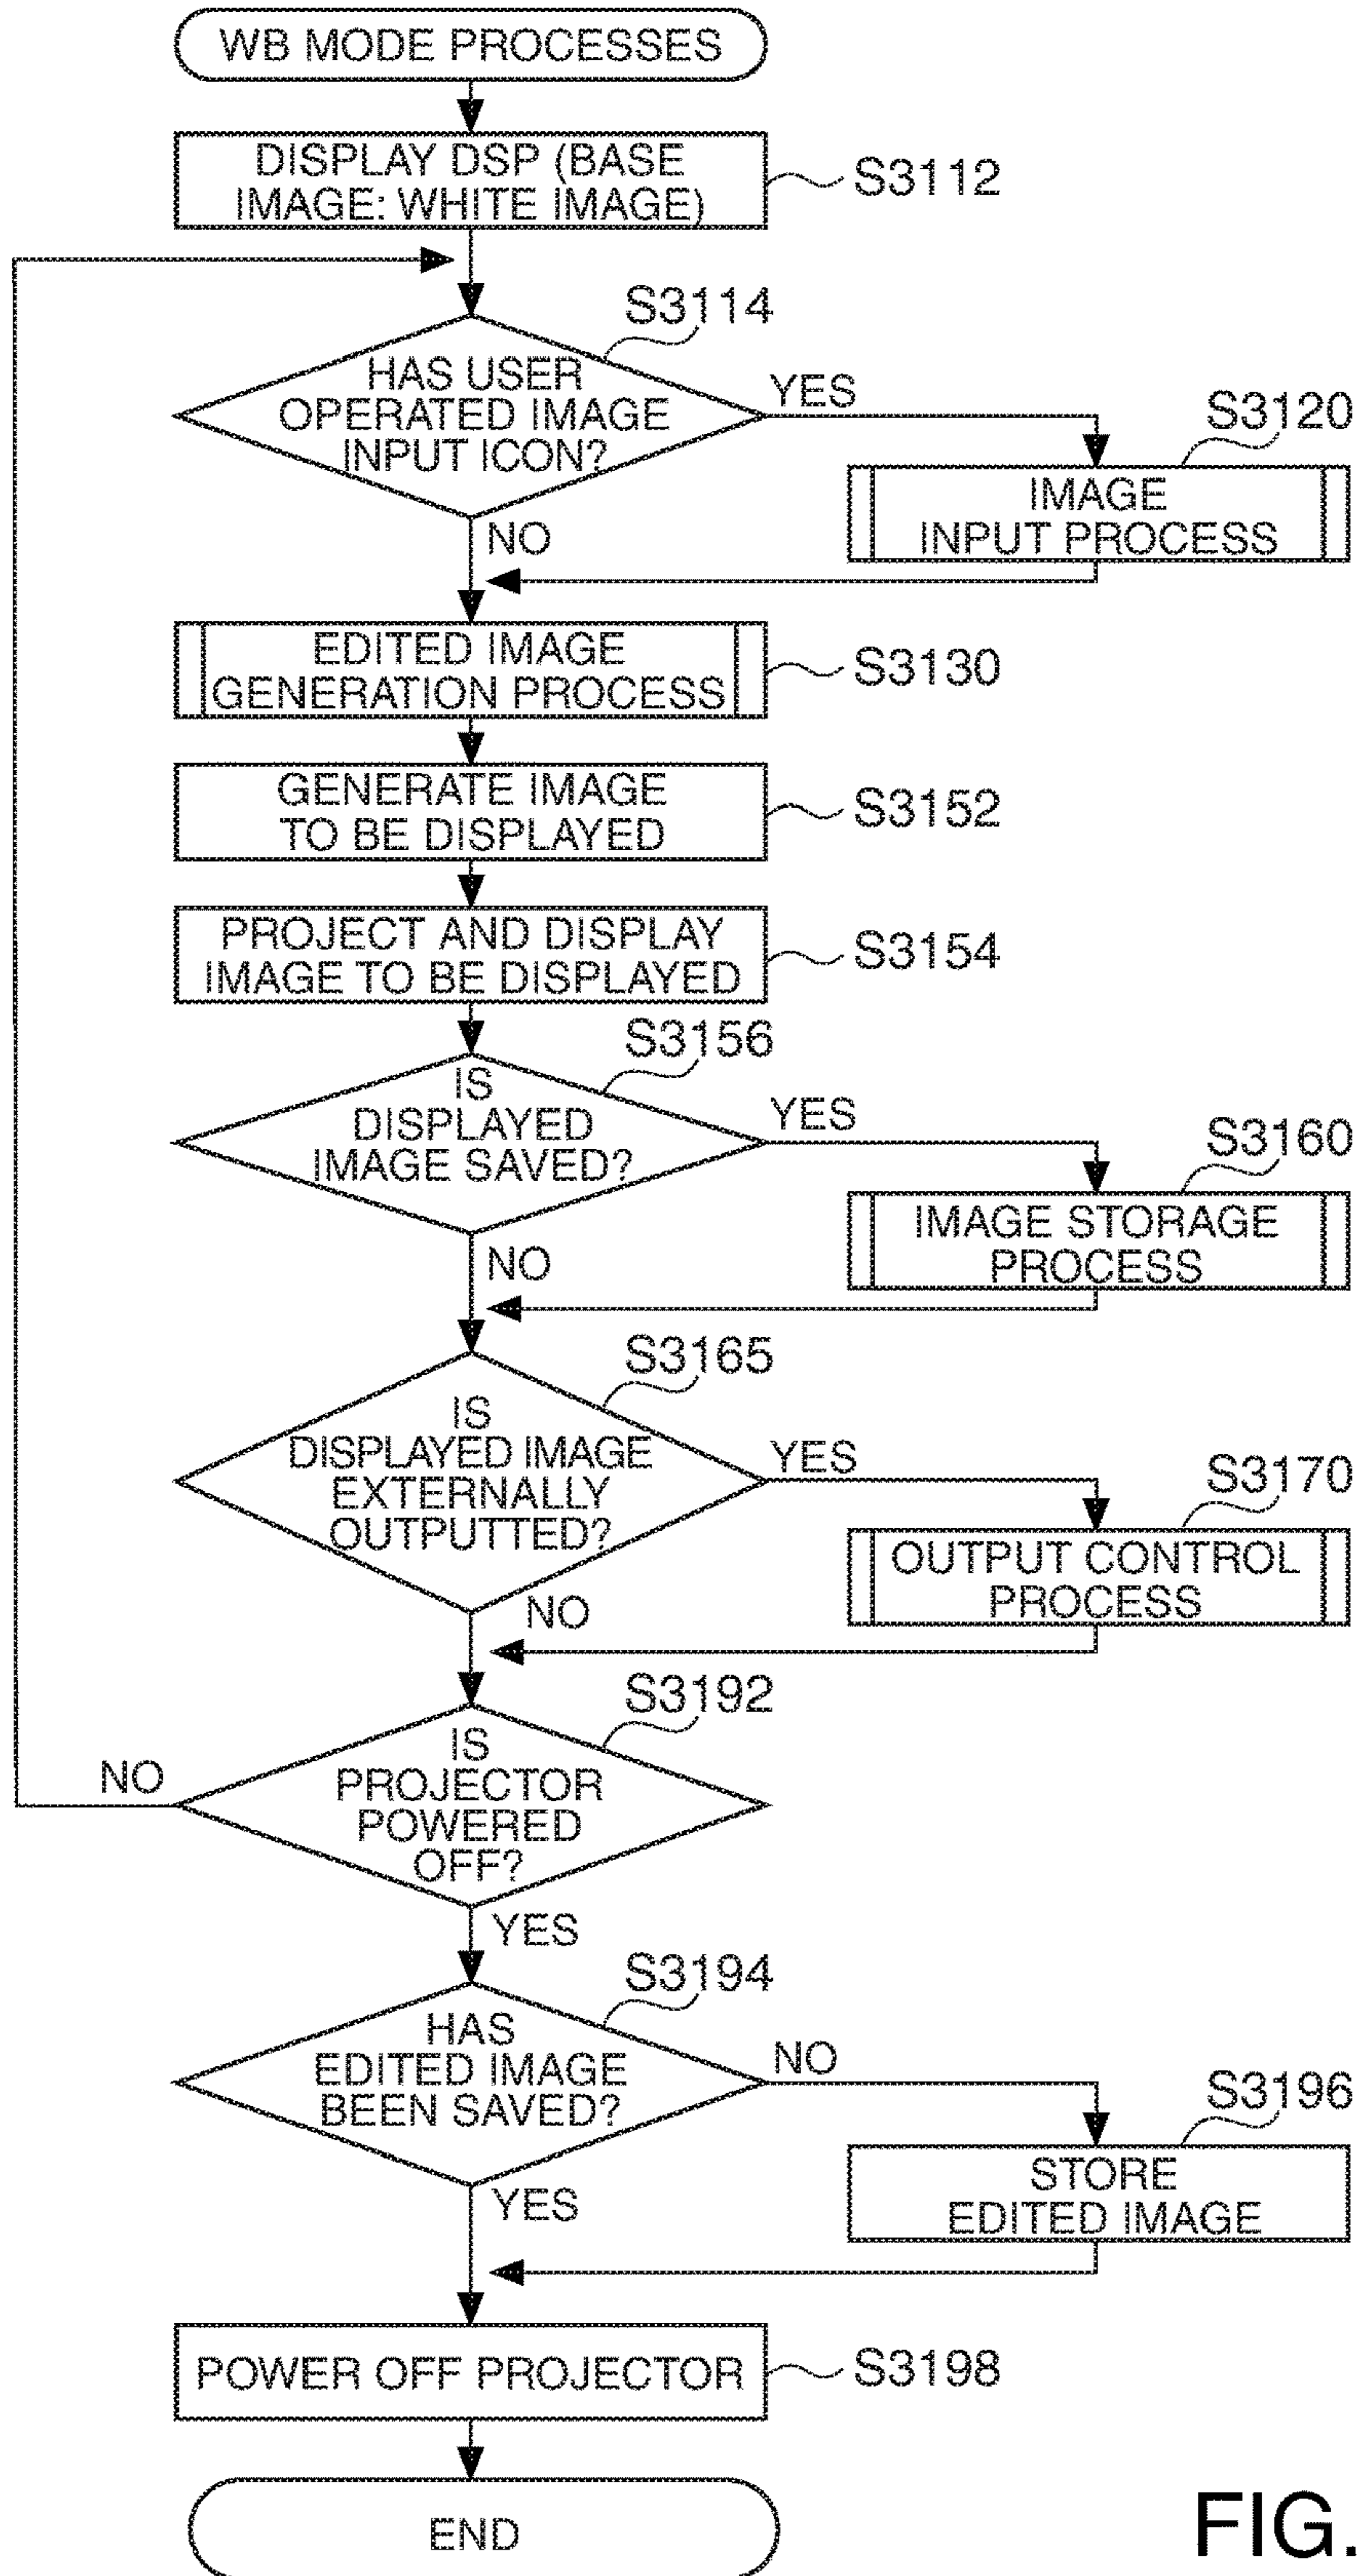 WB MODE PROCESSES
DISPLAY DSP (BASE
IMAGE: WHITE IMAGE)
S3112
S3114
HAS USER
OPERATED IMAGE
INPUT ICON?
YES
S3120
IMAGE
INPUT PROCESS
NO
EDITED IMAGE
GENERATION PROCESS
S3130
GENERATE IMAGE
TO BE DISPLAYED
S3152
PROJECT AND DISPLAY
IMAGE TO BE DISPLAYED
S3154
S3156
IS
DISPLAYED
IMAGE SAVED?
YES
S3160
IMAGE STORAGE
PROCESS
NO
S3165
IS
DISPLAYED IMAGE
EXTERNALLY
OUTPUTTED?
YES
S3170
OUTPUT CONTROL
PROCESS
NO
S3192
IS
PROJECTOR
POWERED
OFF?
NO
YES
S3194
HAS
EDITED IMAGE
BEEN SAVED?
NO
S3196
STORE
EDITED IMAGE
YES
POWER OFF PROJECTOR
S3198
END
FIG.